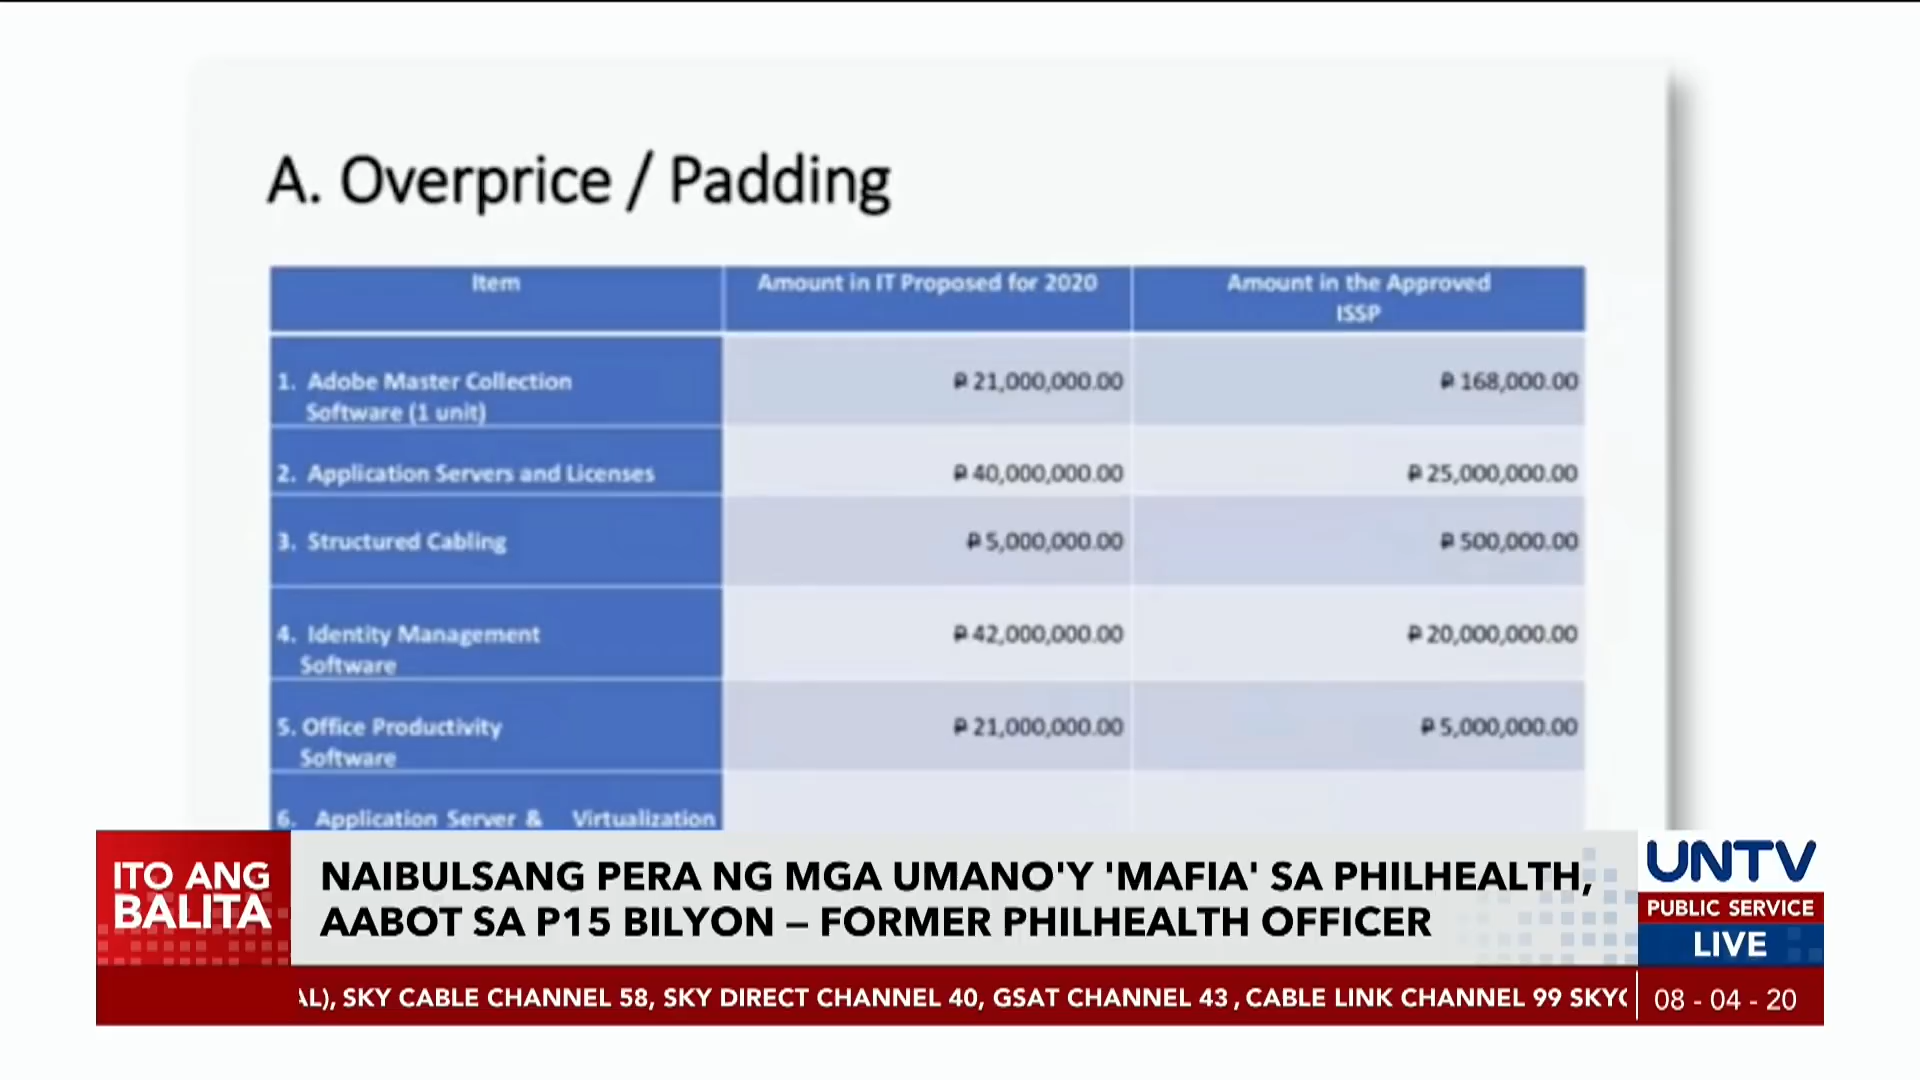 A. Overprice / Padding
Item
Amount in IT Proposed for 2020
Amount in the Approved
ISSP
1. Adobe Master Collection
Software (1 unit)
₱ 21,000,000.00
₱ 168,000.00
2. Application Servers and Licenses
₱ 40,000,000.00
₱ 25,000,000.00
3. Structured Cabling
₱ 5,000,000.00
₱ 500,000.00
4. Identity Management
Software
₱ 42,000,000.00
₱ 20,000,000.00
5. Office Productivity
Software
₱ 21,000,000.00
₱ 5,000,000.00
6. Application Server & Virtualization
ITO ANG
BALITA
NAIBULSANG PERA NG MGA UMANO'Y 'MAFIA' SA PHILHEALTH,
AABOT SA P15 BILYON – FORMER PHILHEALTH OFFICER
UNTV
PUBLIC SERVICE
LIVE
AL), SKY CABLE CHANNEL 58, SKY DIRECT CHANNEL 40, GSAT CHANNEL 43 , CABLE LINK CHANNEL 99
08 - 04 - 20